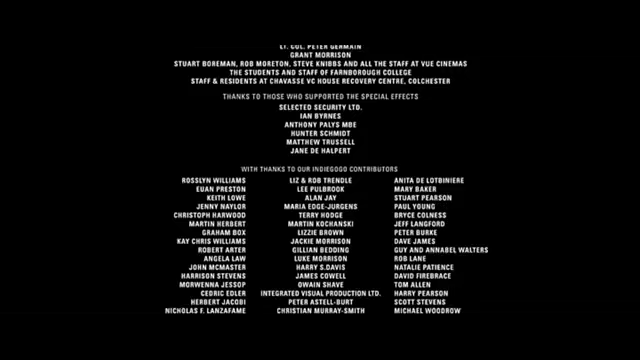 LT. COL. PETER GERMAIN
GRANT MORRISON
STUART BOREMAN, ROB MORETON, STEVE KNIBBS AND ALL THE STAFF AT VUE CINEMAS
THE STUDENTS AND STAFF OF FARNBOROUGH COLLEGE
STAFF & RESIDENTS AT CHAVASSE VC HOUSE RECOVERY CENTRE, COLCHESTER
THANKS TO THOSE WHO SUPPORTED THE SPECIAL EFFECTS
SELECTED SECURITY LTD.
IAN BYRNES
ANTHONY PALYS MBE
HUNTER SCHMIDT
MATTHEW TRUSSELL
JANE DE HALPERT
WITH THANKS TO OUR INDIEGOGO CONTRIBUTORS
ROSSLYN WILLIAMS LIZ & ROB TRENDLE ANITA DE LOTBINIERE
EUAN PRESTON LEE PULBROOK MARY BAKER
KEITH LOWE ALAN JAY STUART PEARSON
JENNY NAYLOR MARIA EDGE-JURGENS PAUL YOUNG
CHRISTOPH HARWOOD TERRY HODGE BRYCE COLNESS
MARTIN HERBERT MARTIN KOCHANSKI JEFF LANGFORD
GRAHAM BOX LIZZIE BROWN PETER BURKE
KAY CHRIS WILLIAMS JACKIE MORRISON DAVE JAMES
ROBERT ARTER GILLIAN BEDDING GUY AND ANNABEL WALTERS
ANGELA LAW LUKE MORRISON ROB LANE
JOHN MCMASTER HARRY S.DAVIS NATALIE PATIENCE
HARRISON STEVENS JAMES COWELL DAVID FIREBRACE
MORWENNA JESSOP OWAIN SHAVE TOM ALLEN
CEDRIC EDLER INTEGRATED VISUAL PRODUCTION LTD. HARRY PEARSON
HERBERT JACOBI PETER ASTELL-BURT SCOTT STEVENS
NICHOLAS F. LANZAFAME CHRISTIAN MURRAY-SMITH MICHAEL WOODROW